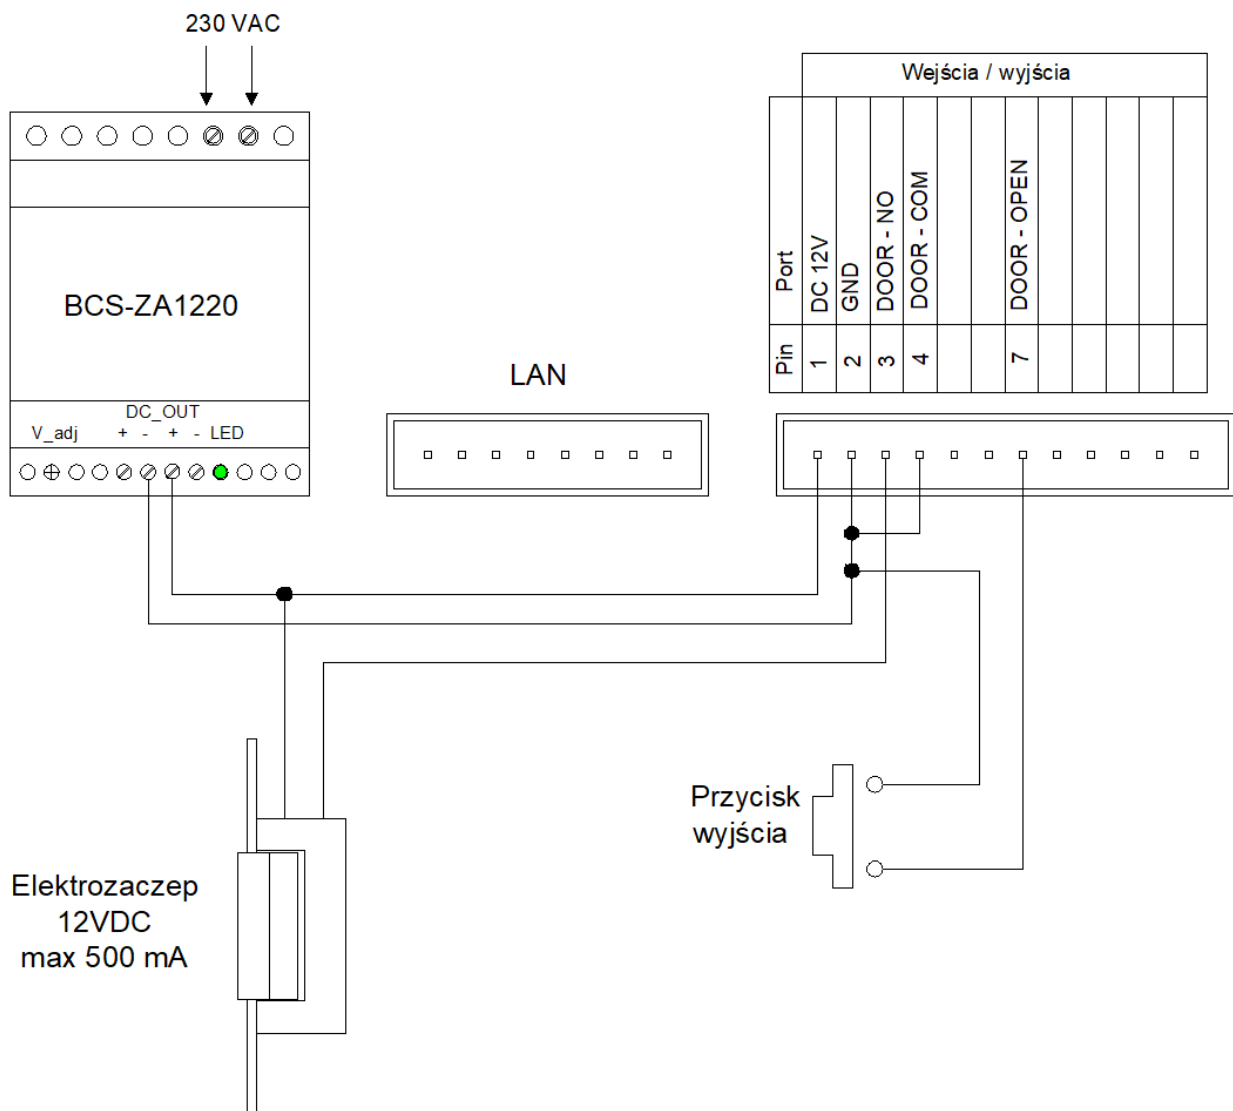 230 VAC
BCS-ZA1220
DC_OUT
V_adj + - + - LED
LAN
Wejścia / wyjścia
Port
DC 12V
GND
DOOR - NO
DOOR - COM
DOOR - OPEN
Pin
1
2
3
4
7
Przycisk
wyjścia
Elektrozaczep
12VDC
max 500 mA